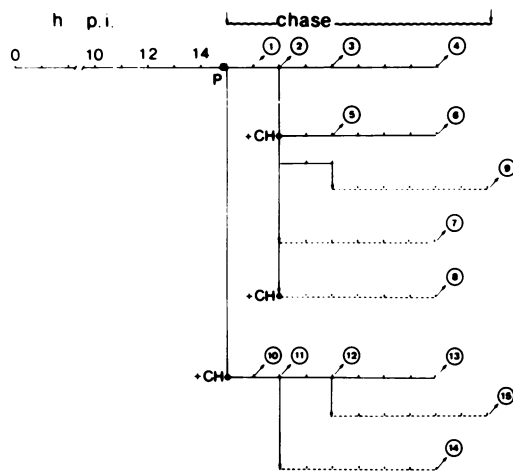 h p.i. chase
0 10 12 14 ① ② ③ ④
P
⑤ ⑥
+CH
⑨
⑦
⑧
+CH
⑩ ⑪ ⑫ ⑬
+CH
⑮
⑭